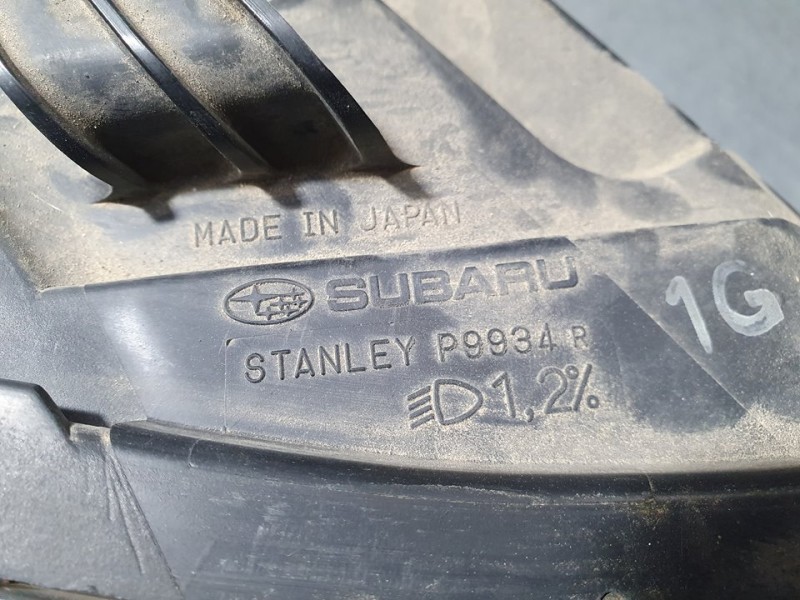 MADE IN JAPAN
SUBARU
STANLEY P9934 R
1,2%
1G